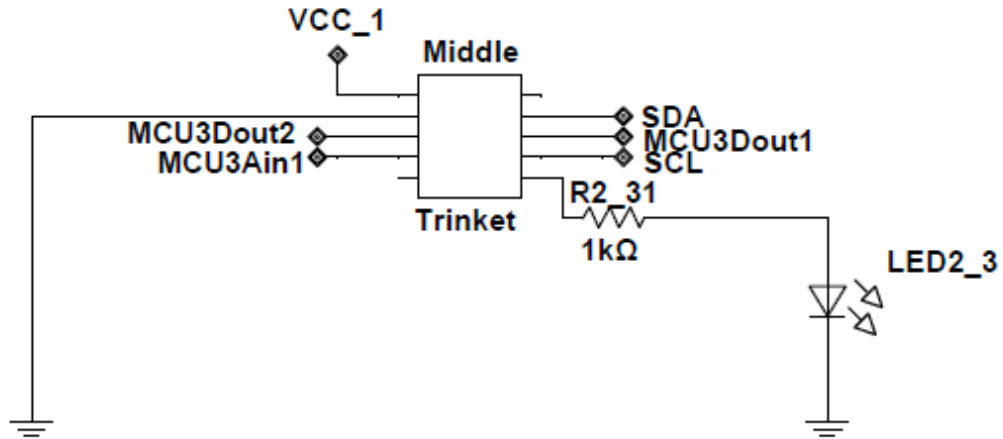 VCC_1
Middle
SDA
MCU3Dout2
MCU3Dout1
MCU3Ain1
SCL
R2_31
Trinket
1kΩ
LED2_3